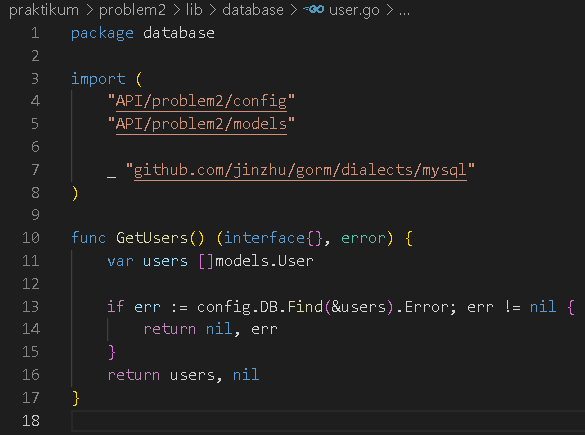 praktikum > problem2 > lib > database > user.go > ...
1 package database
2
3 import (
4 "API/problem2/config"
5 "API/problem2/models"
6
7 _ "github.com/jinzhu/gorm/dialects/mysql"
8 )
9
10 func GetUsers() (interface{}, error) {
11 var users []models.User
12
13 if err := config.DB.Find(&users).Error; err != nil {
14 return nil, err
15 }
16 return users, nil
17 }
18